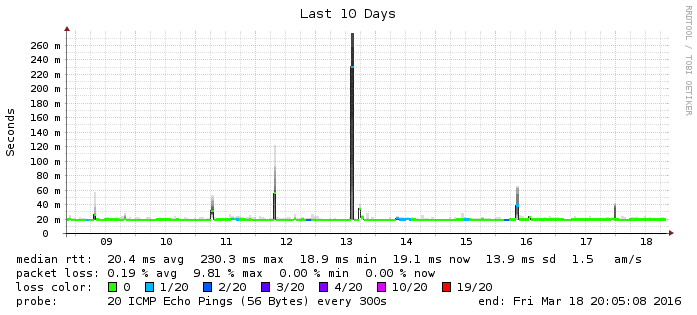 Last 10 Days
RRDTOOL / TOBI OETIKER
Seconds
260 m
240 m
220 m
200 m
180 m
160 m
140 m
120 m
100 m
80 m
60 m
40 m
20 m
0
09 10 11 12 13 14 15 16 17 18
median rtt: 20.4 ms avg 230.3 ms max 18.9 ms min 19.1 ms now 13.9 ms sd 1.5 am/s
packet loss: 0.19 % avg 9.81 % max 0.00 % min 0.00 % now
loss color: 0 1/20 2/20 3/20 4/20 10/20 19/20
probe: 20 ICMP Echo Pings (56 Bytes) every 300s end: Fri Mar 18 20:05:08 2016